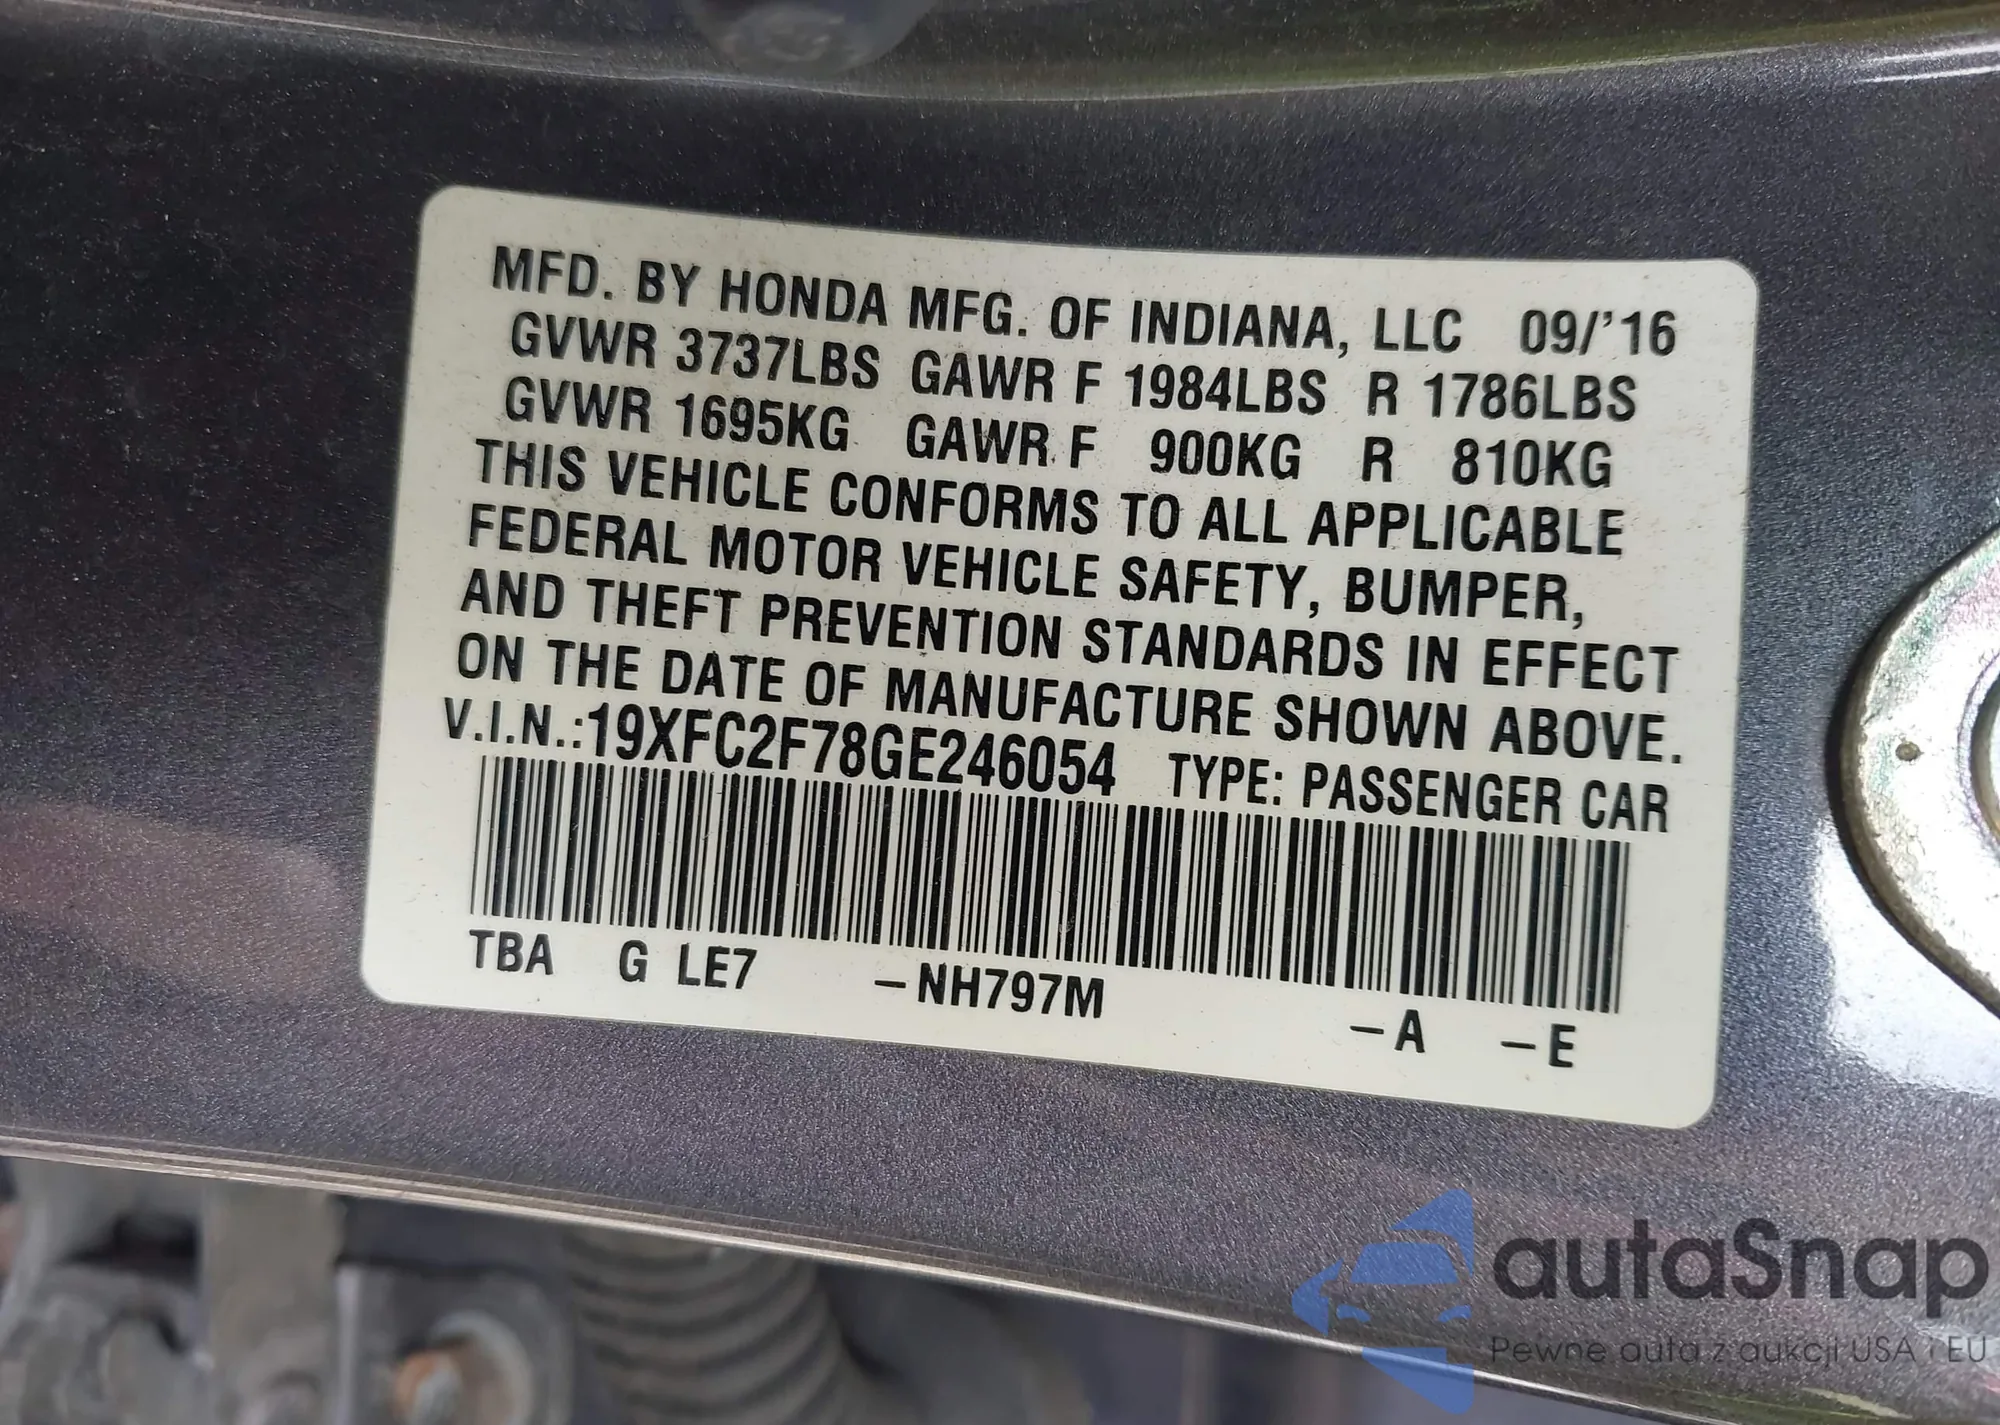 MFD. BY HONDA MFG. OF INDIANA, LLC 09/'16
GVWR 3737LBS GAWR F 1984LBS R 1786LBS
GVWR 1695KG GAWR F 900KG R 810KG
THIS VEHICLE CONFORMS TO ALL APPLICABLE
FEDERAL MOTOR VEHICLE SAFETY, BUMPER,
AND THEFT PREVENTION STANDARDS IN EFFECT
ON THE DATE OF MANUFACTURE SHOWN ABOVE.
V.I.N.:19XFC2F78GE246054 TYPE: PASSENGER CAR
TBA G LE7 -NH797M -A -E
autaSnap
Pewne auta z aukcji USA i EU